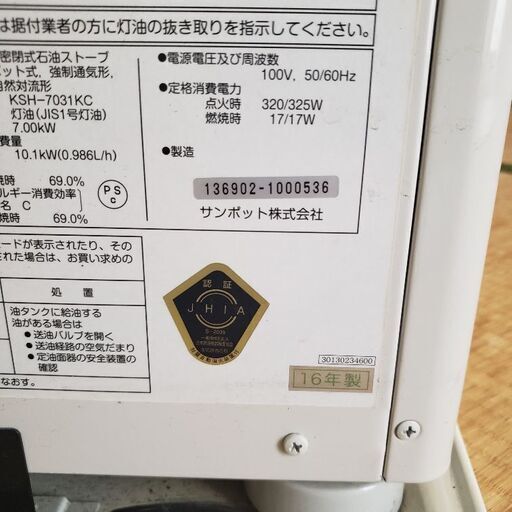 は据付業者の方に灯油の抜き取りを指示してください。
密閉式石油ストーブ
ポット式, 強制通気形,
自然対流形
KSH-7031KC
灯油(JIS1号灯油)
7.00kW
費量
10.1kW(0.986L/h)
焼時 69.0%
ルギー消費効率
名 C
焼時 69.0%
PS
C
●電源電圧及び周波数
100V, 50/60Hz
●定格消費電力
点火時 320/325W
燃焼時 17/17W
●製造
136902-1000536
サンポット株式会社
ードが表示されたり、その
された場合は、お買い求めの
処 置
油タンクに給油する
油がある場合は
●送油バルブを開く
●送油経路の空気だまり
●定油面器の安全装置の
確認
なおす。
認証
JHIA
30130234600
16年製